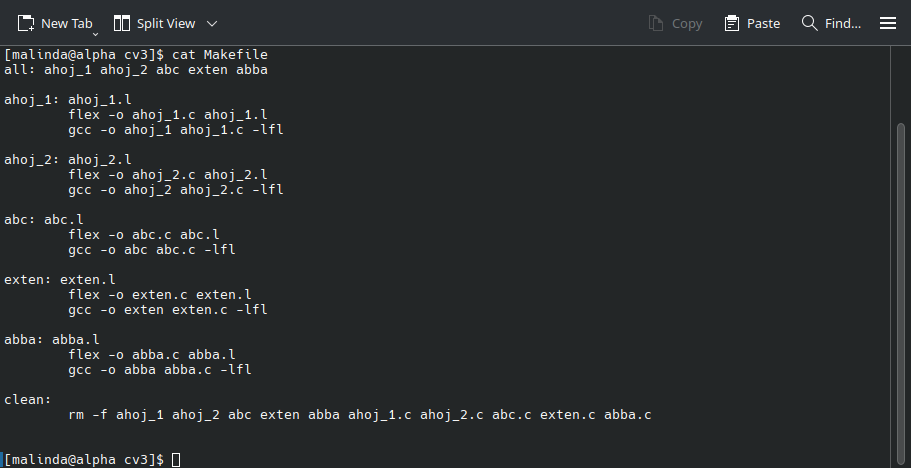 New Tab Split View Copy Paste Find...
[malinda@alpha cv3]$ cat Makefile
all: ahoj_1 ahoj_2 abc exten abba
ahoj_1: ahoj_1.l
flex -o ahoj_1.c ahoj_1.l
gcc -o ahoj_1 ahoj_1.c -lfl
ahoj_2: ahoj_2.l
flex -o ahoj_2.c ahoj_2.l
gcc -o ahoj_2 ahoj_2.c -lfl
abc: abc.l
flex -o abc.c abc.l
gcc -o abc abc.c -lfl
exten: exten.l
flex -o exten.c exten.l
gcc -o exten exten.c -lfl
abba: abba.l
flex -o abba.c abba.l
gcc -o abba abba.c -lfl
clean:
rm -f ahoj_1 ahoj_2 abc exten abba ahoj_1.c ahoj_2.c abc.c exten.c abba.c
[malinda@alpha cv3]$